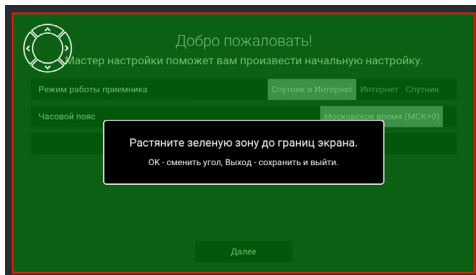 Добро пожаловать!
Мастер настройки поможет вам произвести начальную настройку.
Режим работы приемника Спутник и Интернет Интернет Спутник
Часовой пояс Московское время (МСК+0)
Растяните зеленую зону до границ экрана.
OK - сменить угол, Выход - сохранить и выйти.
Далее